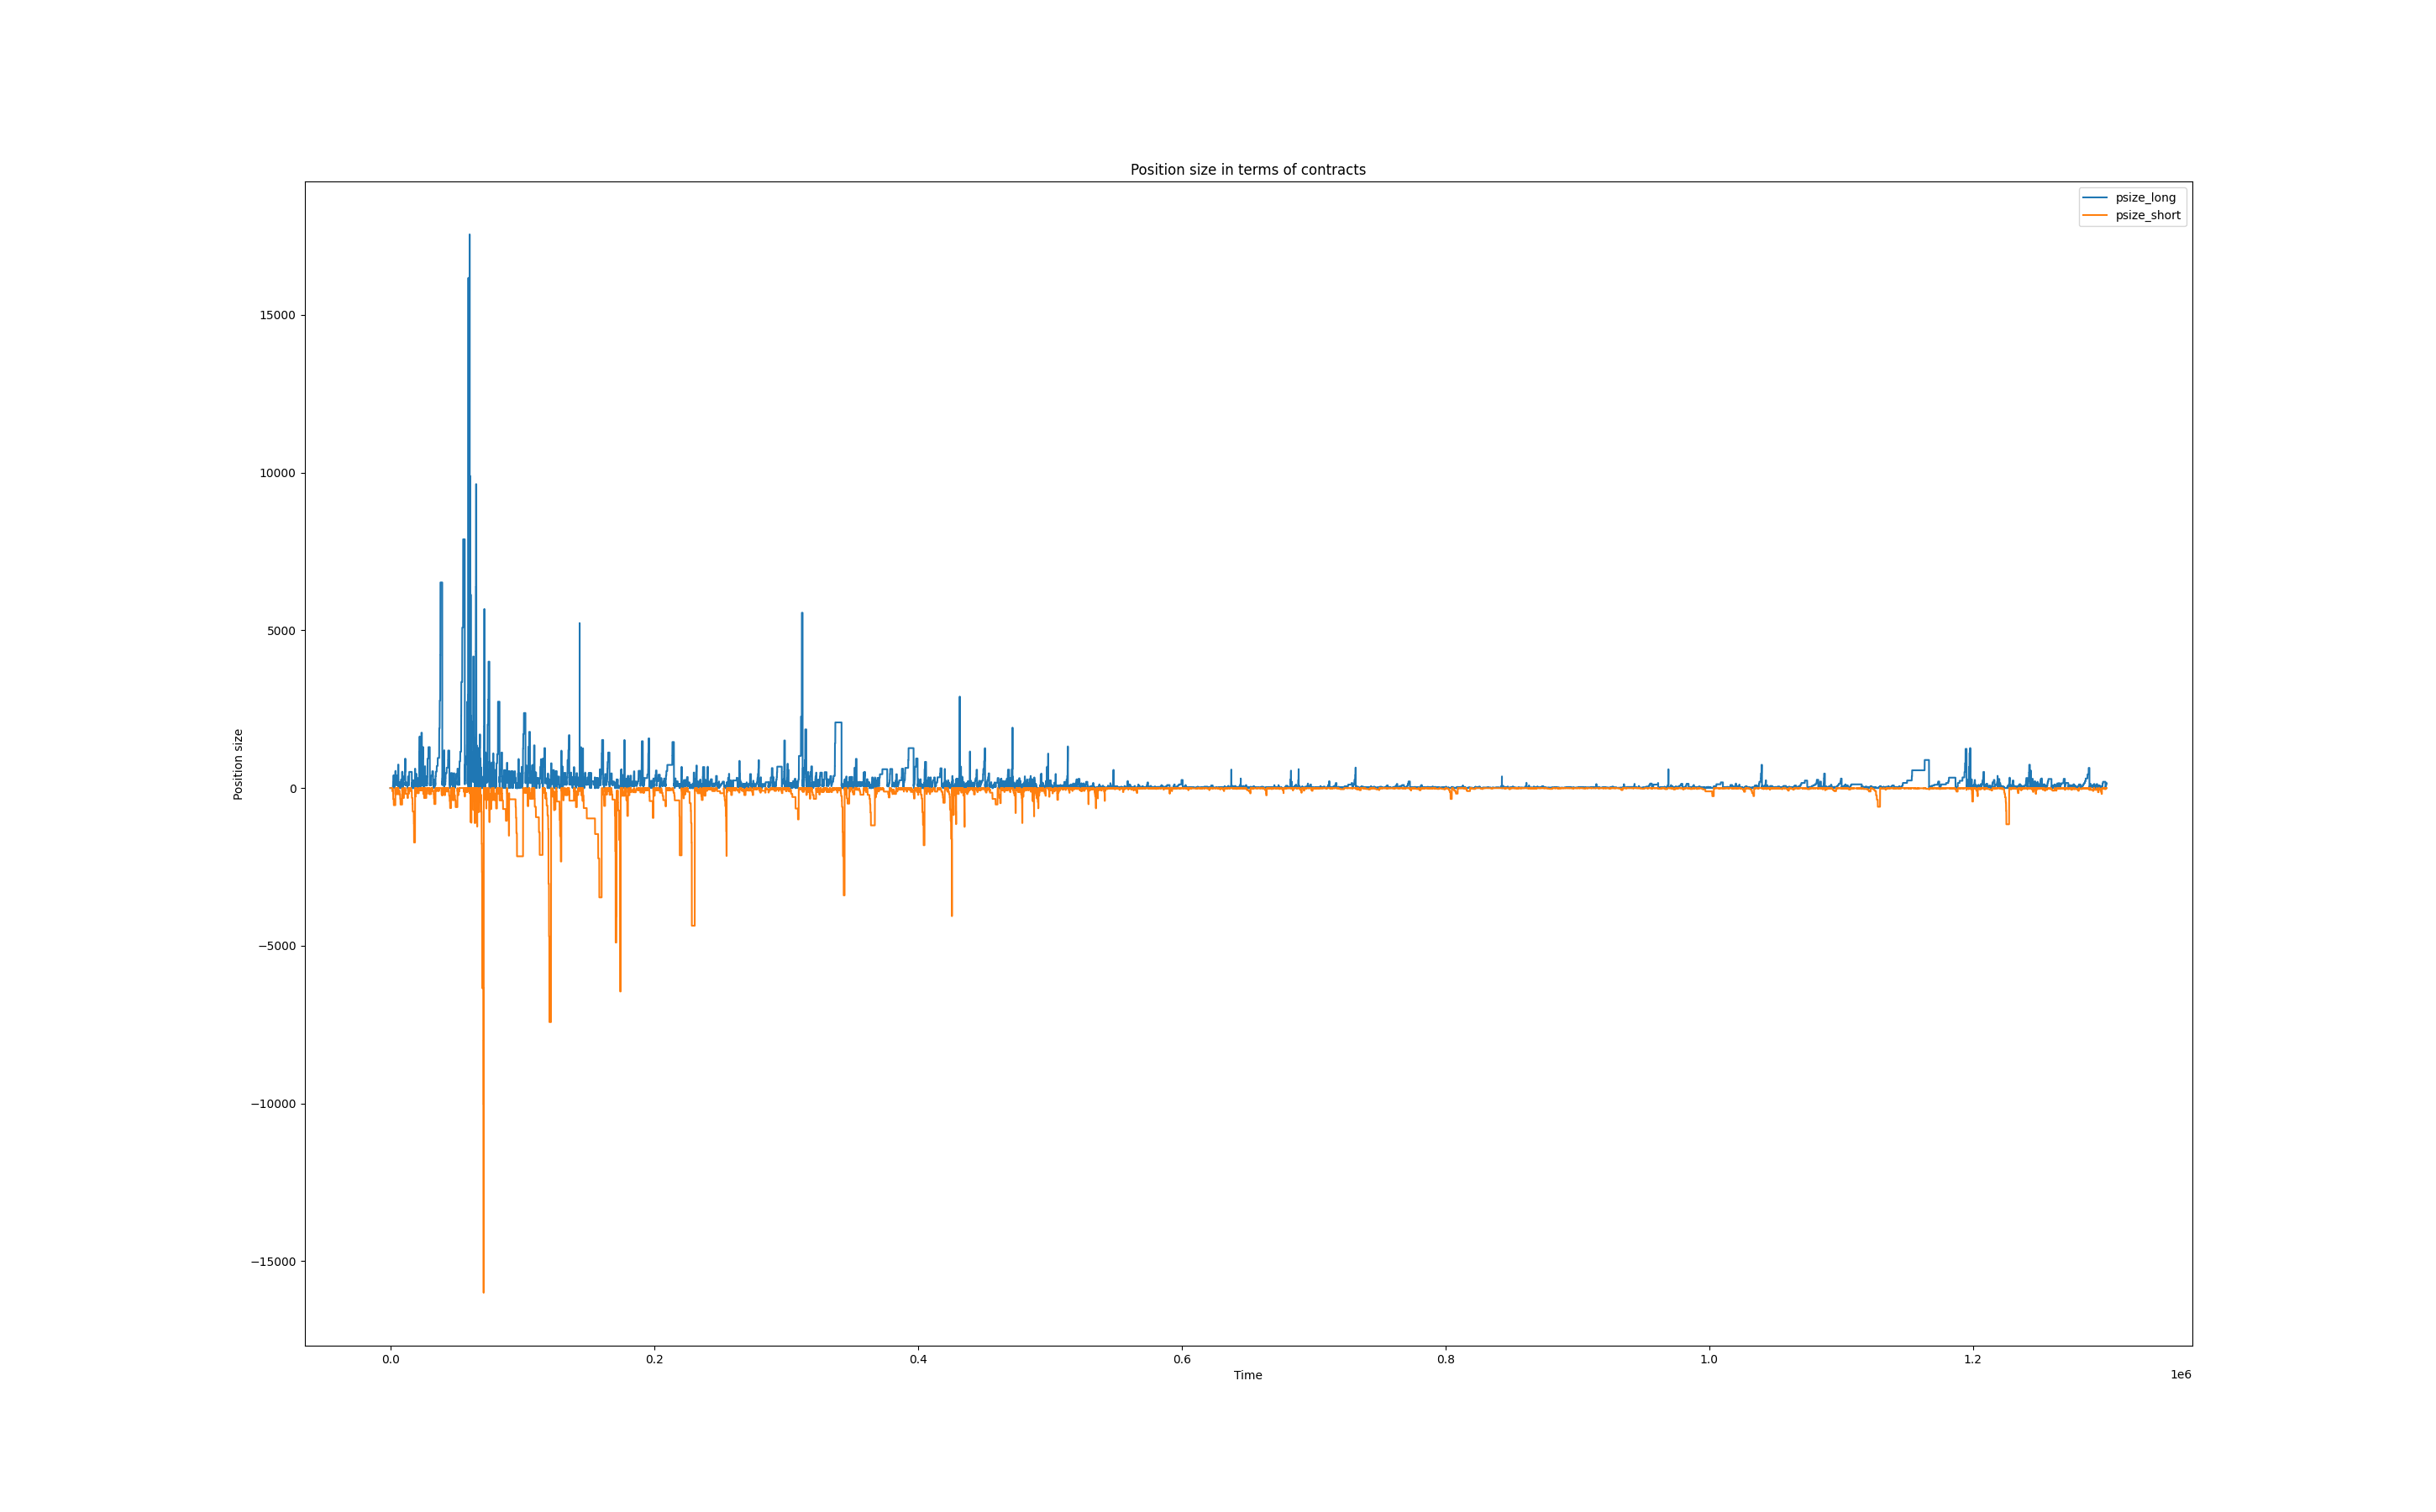 Position size in terms of contracts
psize_long
psize_short
Position size
15000
10000
5000
0
−5000
−10000
−15000
0.0
0.2
0.4
0.6
0.8
1.0
1.2
1e6
Time